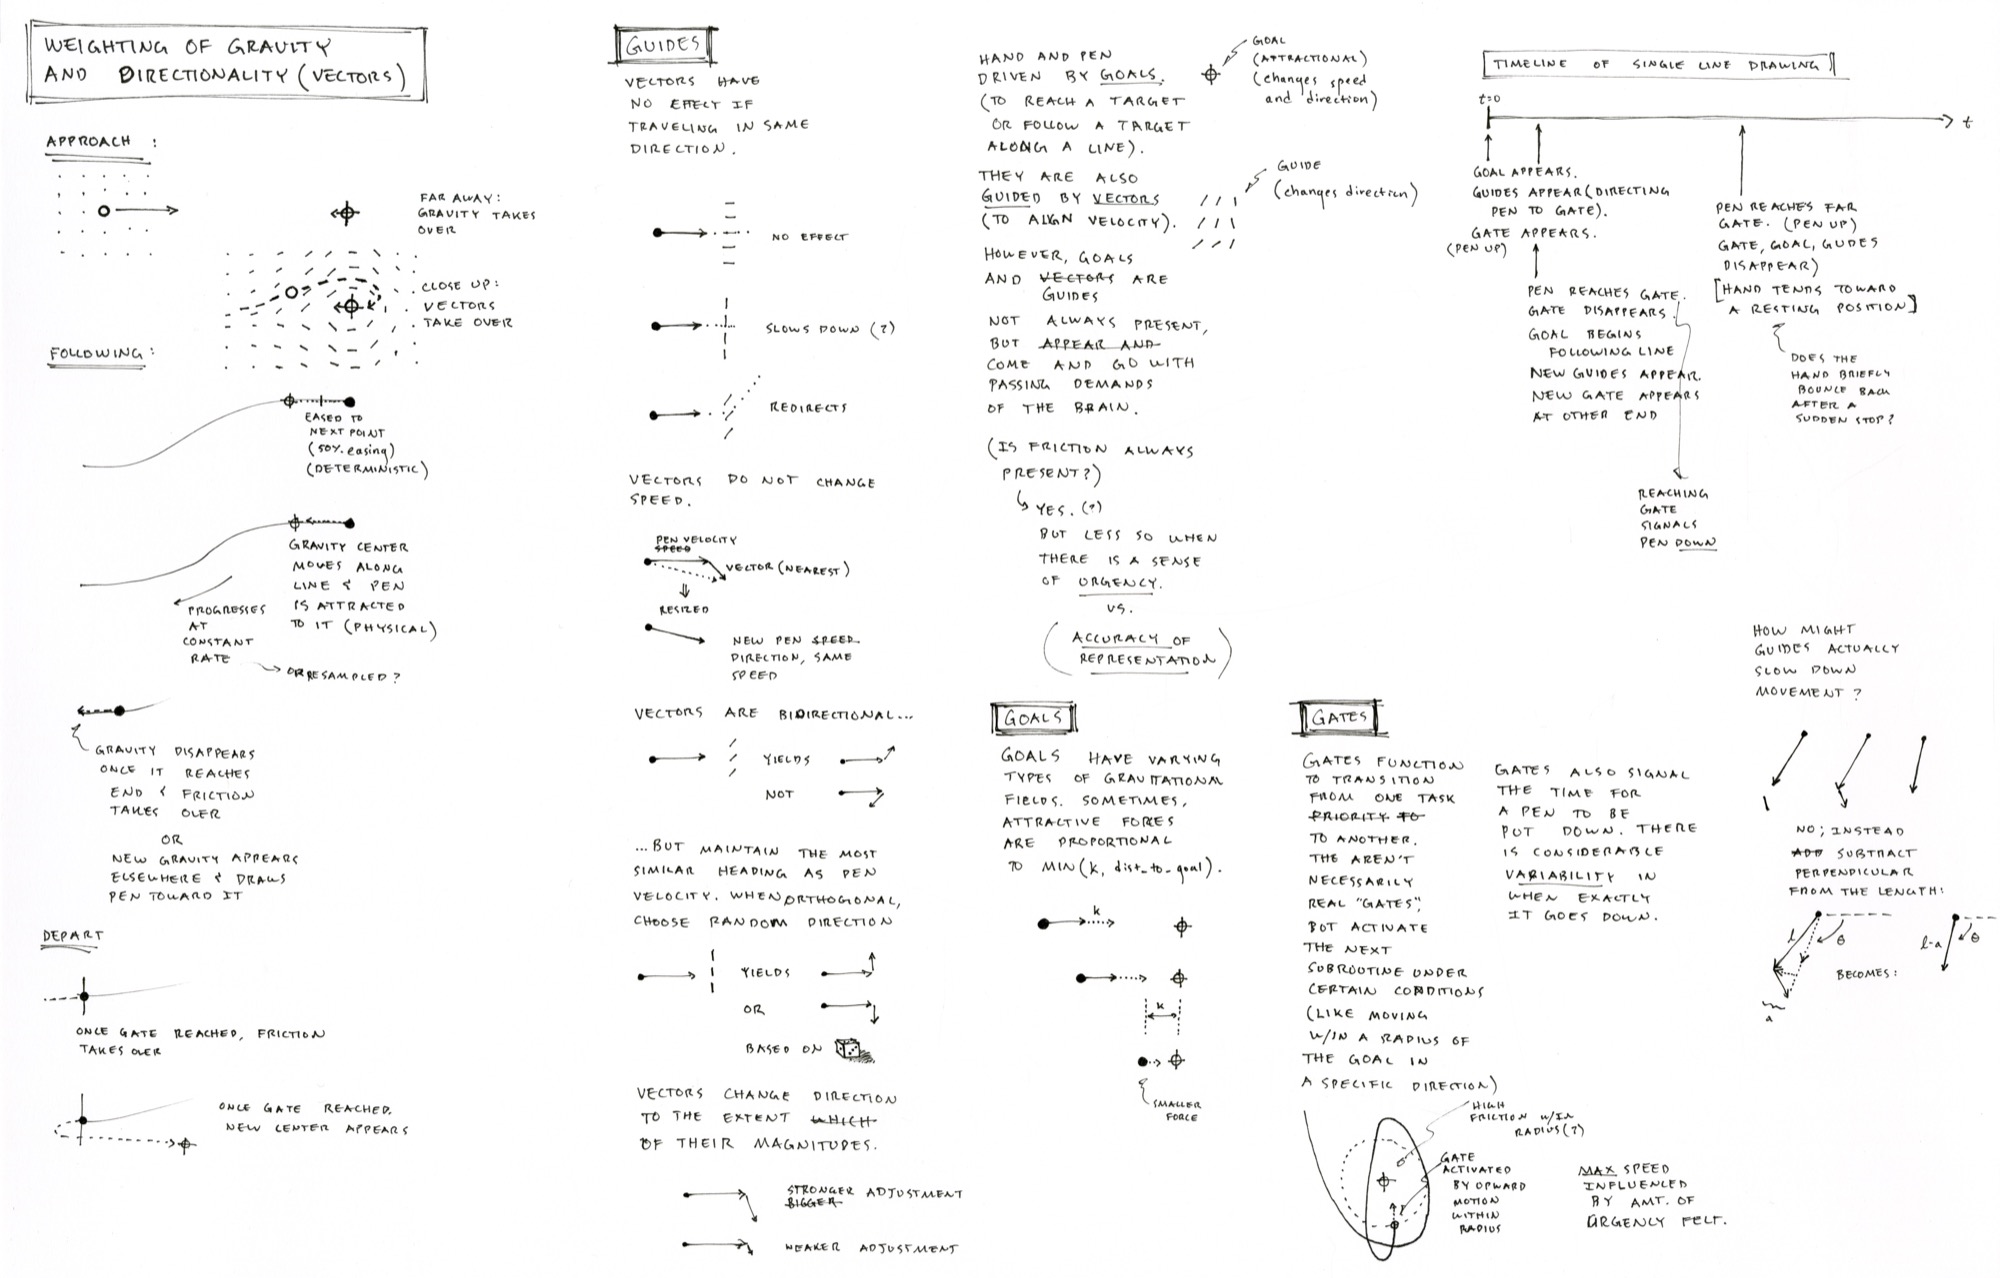 WEIGHTING OF GRAVITY
AND DIRECTIONALITY (VECTORS)
APPROACH :
FAR AWAY:
GRAVITY TAKES
OVER
CLOSE UP:
VECTORS
TAKE OVER
FOLLOWING:
EASED TO
NEXT POINT
(50% easing)
(DETERMINISTIC)
GRAVITY CENTER
MOVES ALONG
LINE & PEN
IS ATTRACTED
TO IT (PHYSICAL)
PROGRESSES
AT
CONSTANT
RATE
OR RESAMPLED?
GRAVITY DISAPPEARS
ONCE IT REACHES
END & FRICTION
TAKES OVER
OR
NEW GRAVITY APPEARS
ELSEWHERE & DRAWS
PEN TOWARD IT
DEPART
ONCE GATE REACHED, FRICTION
TAKES OVER
ONCE GATE REACHED.
NEW CENTER APPEARS
GUIDES
VECTORS HAVE
NO EFFECT IF
TRAVELING IN SAME
DIRECTION.
NO EFFECT
SLOWS DOWN (?)
REDIRECTS
VECTORS DO NOT CHANGE
SPEED.
PEN VELOCITY
SPEED
VECTOR (NEAREST)
RESIZED
NEW PEN SPEED
DIRECTION, SAME
SPEED
VECTORS ARE BIDIRECTIONAL...
YIELDS
NOT
...BUT MAINTAIN THE MOST
SIMILAR HEADING AS PEN
VELOCITY. WHEN ORTHOGONAL,
CHOOSE RANDOM DIRECTION
YIELDS
OR
BASED ON
VECTORS CHANGE DIRECTION
TO THE EXTENT WHICH
OF THEIR MAGNITUDES.
STRONGER ADJUSTMENT
BIGGER
WEAKER ADJUSTMENT
HAND AND PEN
DRIVEN BY GOALS.
(TO REACH A TARGET
OR FOLLOW A TARGET
ALONG A LINE).
THEY ARE ALSO
GUIDED BY VECTORS
(TO ALIGN VELOCITY).
HOWEVER, GOALS
AND VECTORS ARE
GUIDES
NOT ALWAYS PRESENT,
BUT APPEAR AND
COME AND GO WITH
PASSING DEMANDS
OF THE BRAIN.
(IS FRICTION ALWAYS
PRESENT?)
YES. (?)
BUT LESS SO WHEN
THERE IS A SENSE
OF URGENCY.
VS.
(ACCURACY OF
REPRESENTATION)
GOAL
(ATTRACTIONAL)
(changes speed
and direction)
GUIDE
(changes direction)
GOALS
GOALS HAVE VARYING
TYPES OF GRAVITATIONAL
FIELDS. SOMETIMES,
ATTRACTIVE FORCES
ARE PROPORTIONAL
TO MIN(k, dist_to_goal).
k
k
SMALLER
FORCE
TIMELINE OF SINGLE LINE DRAWING
t=0
t
GOAL APPEARS.
GUIDES APPEAR (DIRECTING
PEN TO GATE).
GATE APPEARS.
(PEN UP)
PEN REACHES GATE.
GATE DISAPPEARS.
GOAL BEGINS
FOLLOWING LINE
NEW GUIDES APPEAR.
NEW GATE APPEARS
AT OTHER END
REACHING
GATE
SIGNALS
PEN DOWN
PEN REACHES FAR
GATE. (PEN UP)
GATE, GOAL, GUDES
DISAPPEAR)
[HAND TENDS TOWARD
A RESTING POSITION]
DOES THE
HAND BRIEFLY
BOUNCE BACK
AFTER A
SUDDEN STOP?
GATES
GATES FUNCTION
TO TRANSITION
FROM ONE TASK
PRIORITY TO
TO ANOTHER.
THE AREN'T
NECESSARILY
REAL "GATES",
BUT ACTIVATE
THE NEXT
SUBROUTINE UNDER
CERTAIN CONDITIONS
(LIKE MOVING
W/IN A RADIUS OF
THE GOAL IN
A SPECIFIC DIRECTION)
HIGH
FRICTION W/IN
RADIUS(?)
GATE
ACTIVATED
BY UPWARD
MOTION
WITHIN
RADIUS
r
GATES ALSO SIGNAL
THE TIME FOR
A PEN TO BE
PUT DOWN. THERE
IS CONSIDERABLE
VARIABILITY IN
WHEN EXACTLY
IT GOES DOWN.
MAX SPEED
INFLUENCED
BY AMT. OF
URGENCY FELT.
HOW MIGHT
GUIDES ACTUALLY
SLOW DOWN
MOVEMENT?
NO; INSTEAD
ADD SUBTRACT
PERPENDICULAR
FROM THE LENGTH:
l
θ
a
BECOMES:
l-a
θ